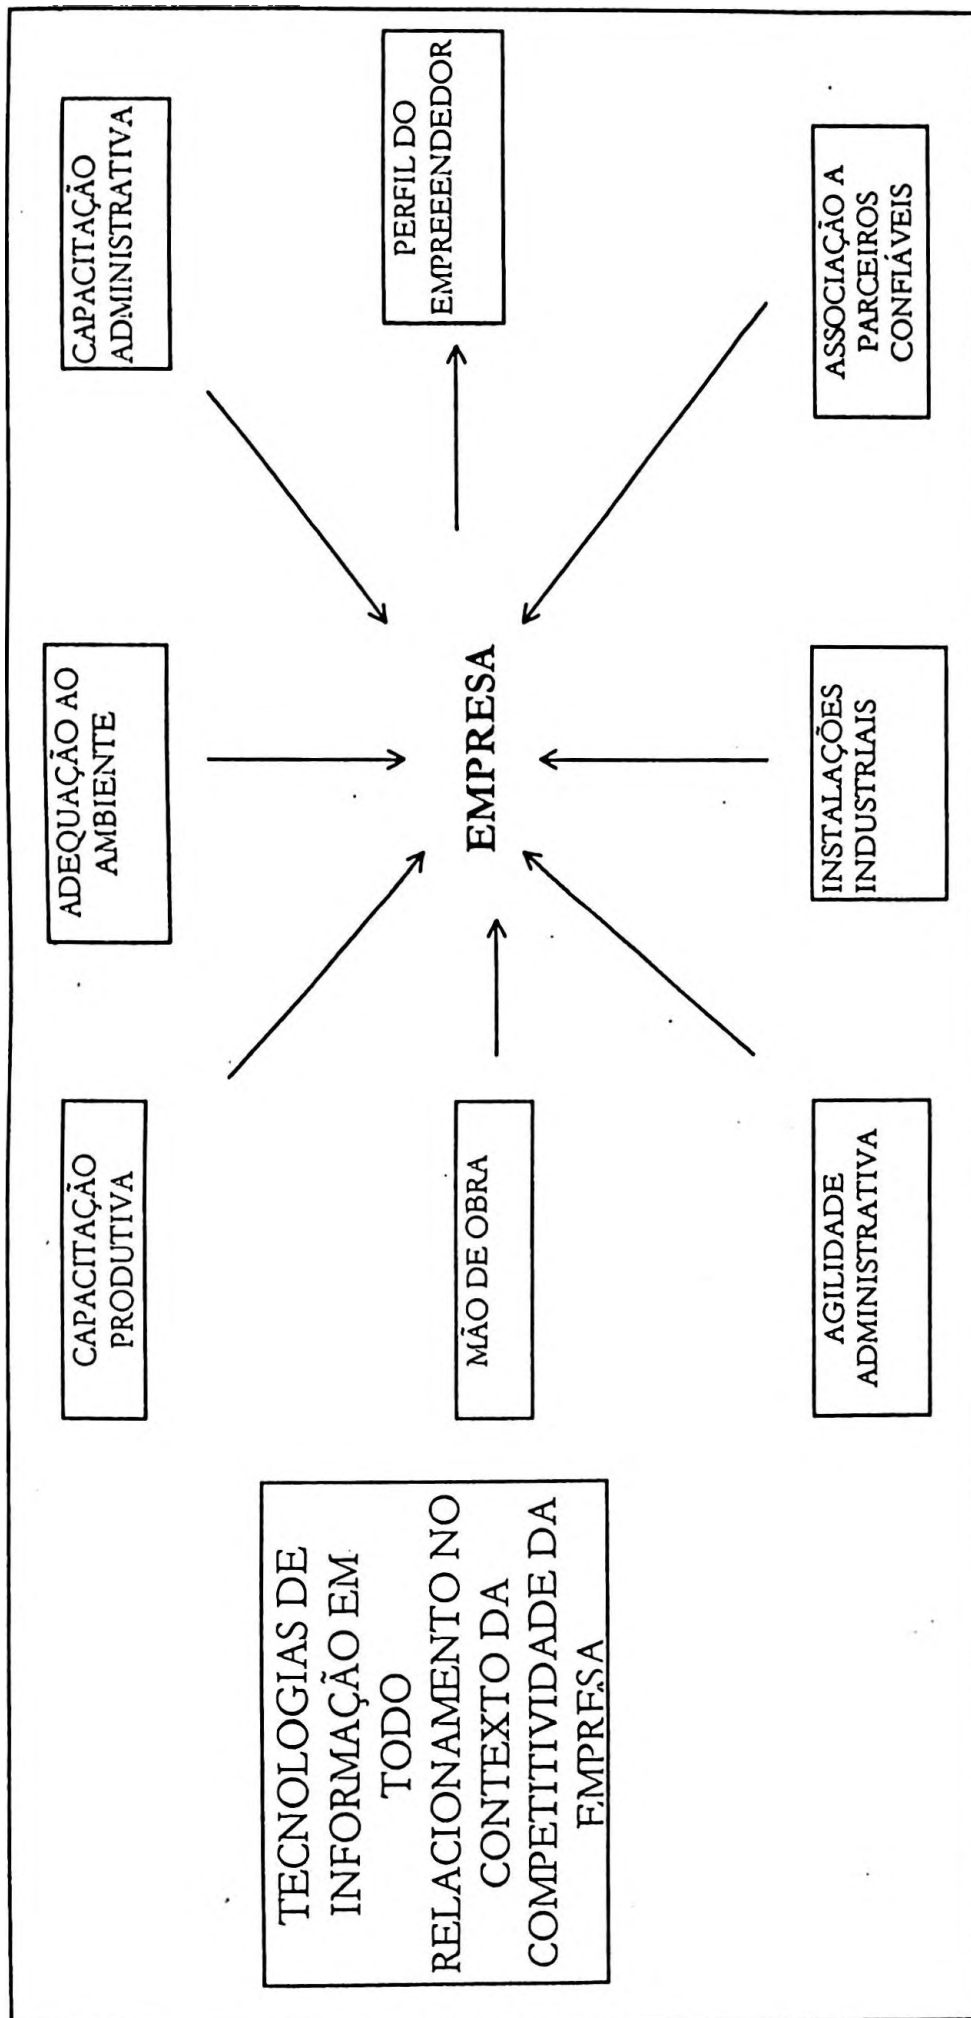 TECNOLOGIAS DE
INFORMAÇÃO EM
TODO
RELACIONAMENTO NO
CONTEXTO DA
COMPETITIVIDADE DA
EMPRESA
CAPACITAÇÃO
PRODUTIVA
ADEQUAÇÃO AO
AMBIENTE
CAPACITAÇÃO
ADMINISTRATIVA
MÃO DE OBRA
EMPRESA
PERFIL DO
EMPREEENDEDOR
AGILIDADE
ADMINISTRATIVA
INSTALAÇÕES
INDUSTRIAIS
ASSOCIAÇÃO A
PARCEIROS
CONFIÁVEIS